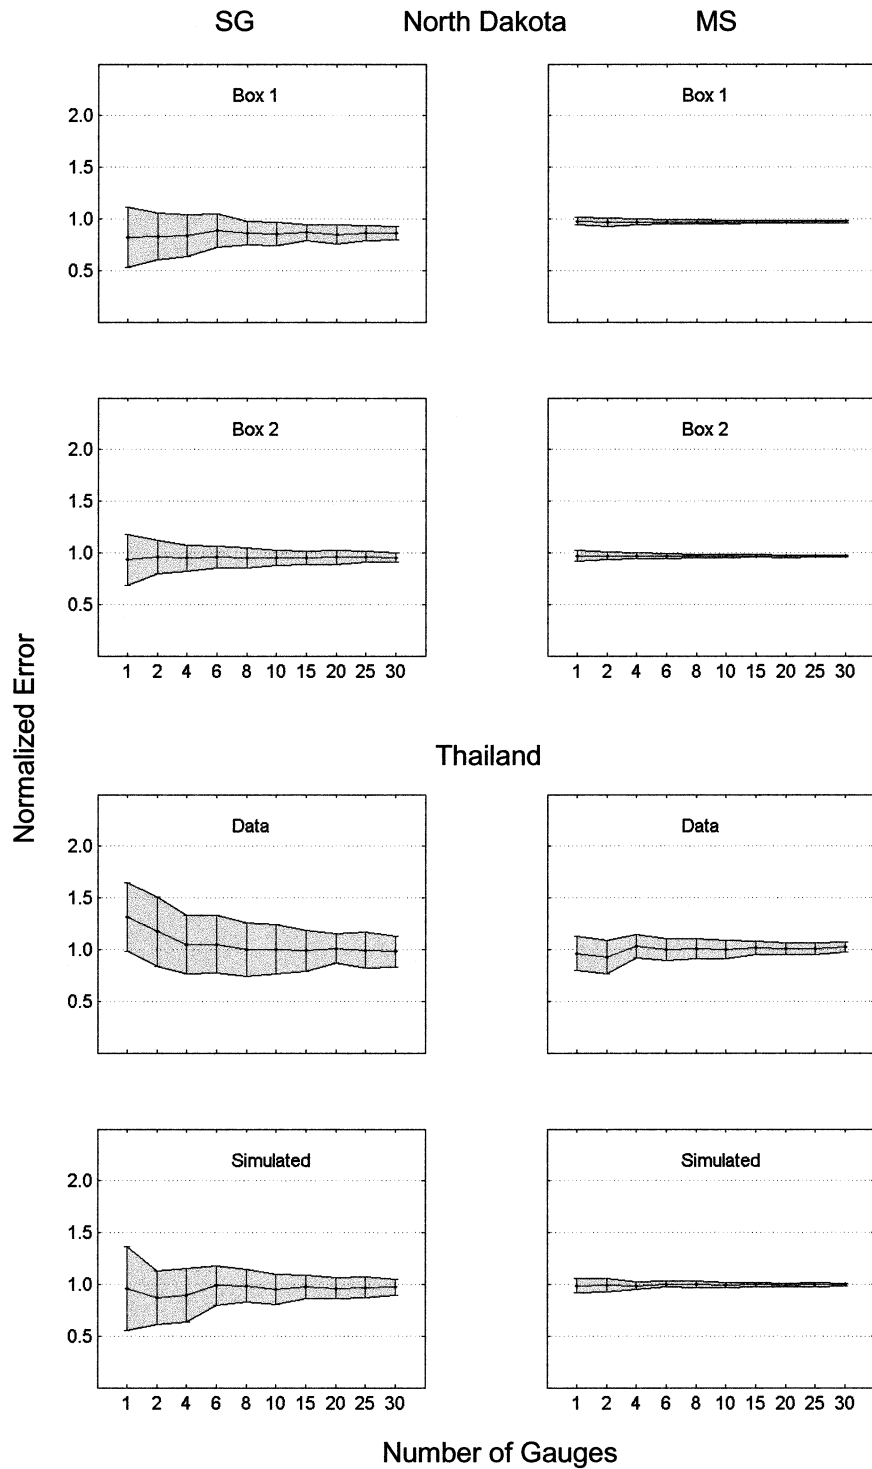 SG North Dakota MS
Box 1 Box 1
2.0
1.5
1.0
0.5
Box 2 Box 2
2.0
1.5
1.0
0.5
1 2 4 6 8 10 15 20 25 30 1 2 4 6 8 10 15 20 25 30
Normalized Error
Thailand
Data Data
2.0
1.5
1.0
0.5
Simulated Simulated
2.0
1.5
1.0
0.5
1 2 4 6 8 10 15 20 25 30 1 2 4 6 8 10 15 20 25 30
Number of Gauges